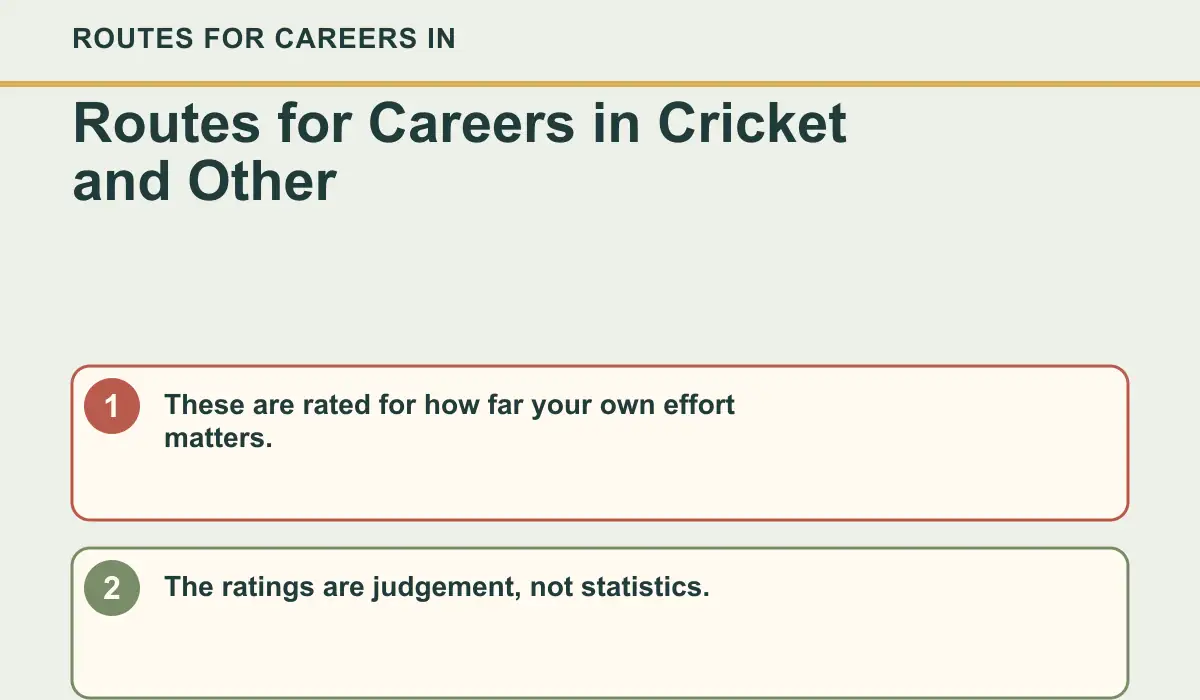 ROUTES FOR CAREERS IN
Routes for Careers in Cricket
and Other
1
These are rated for how far your own effort
matters.
2
The ratings are judgement, not statistics.